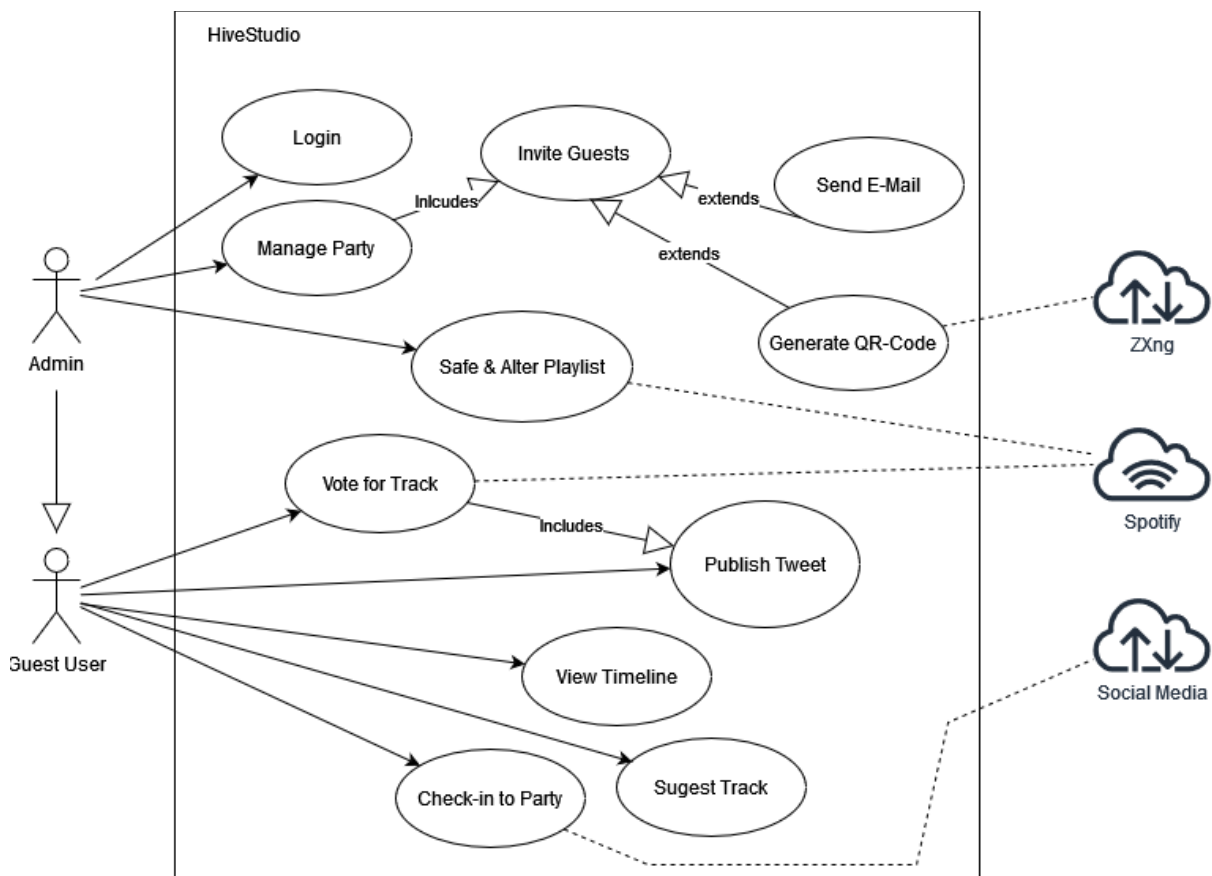 HiveStudio
Login
Invite Guests
Send E-Mail
Inlcudes
extends
Manage Party
extends
Generate QR-Code
ZXng
Admin
Safe & Alter Playlist
Vote for Track
Spotify
Includes
Publish Tweet
Guest User
View Timeline
Social Media
Check-in to Party
Sugest Track